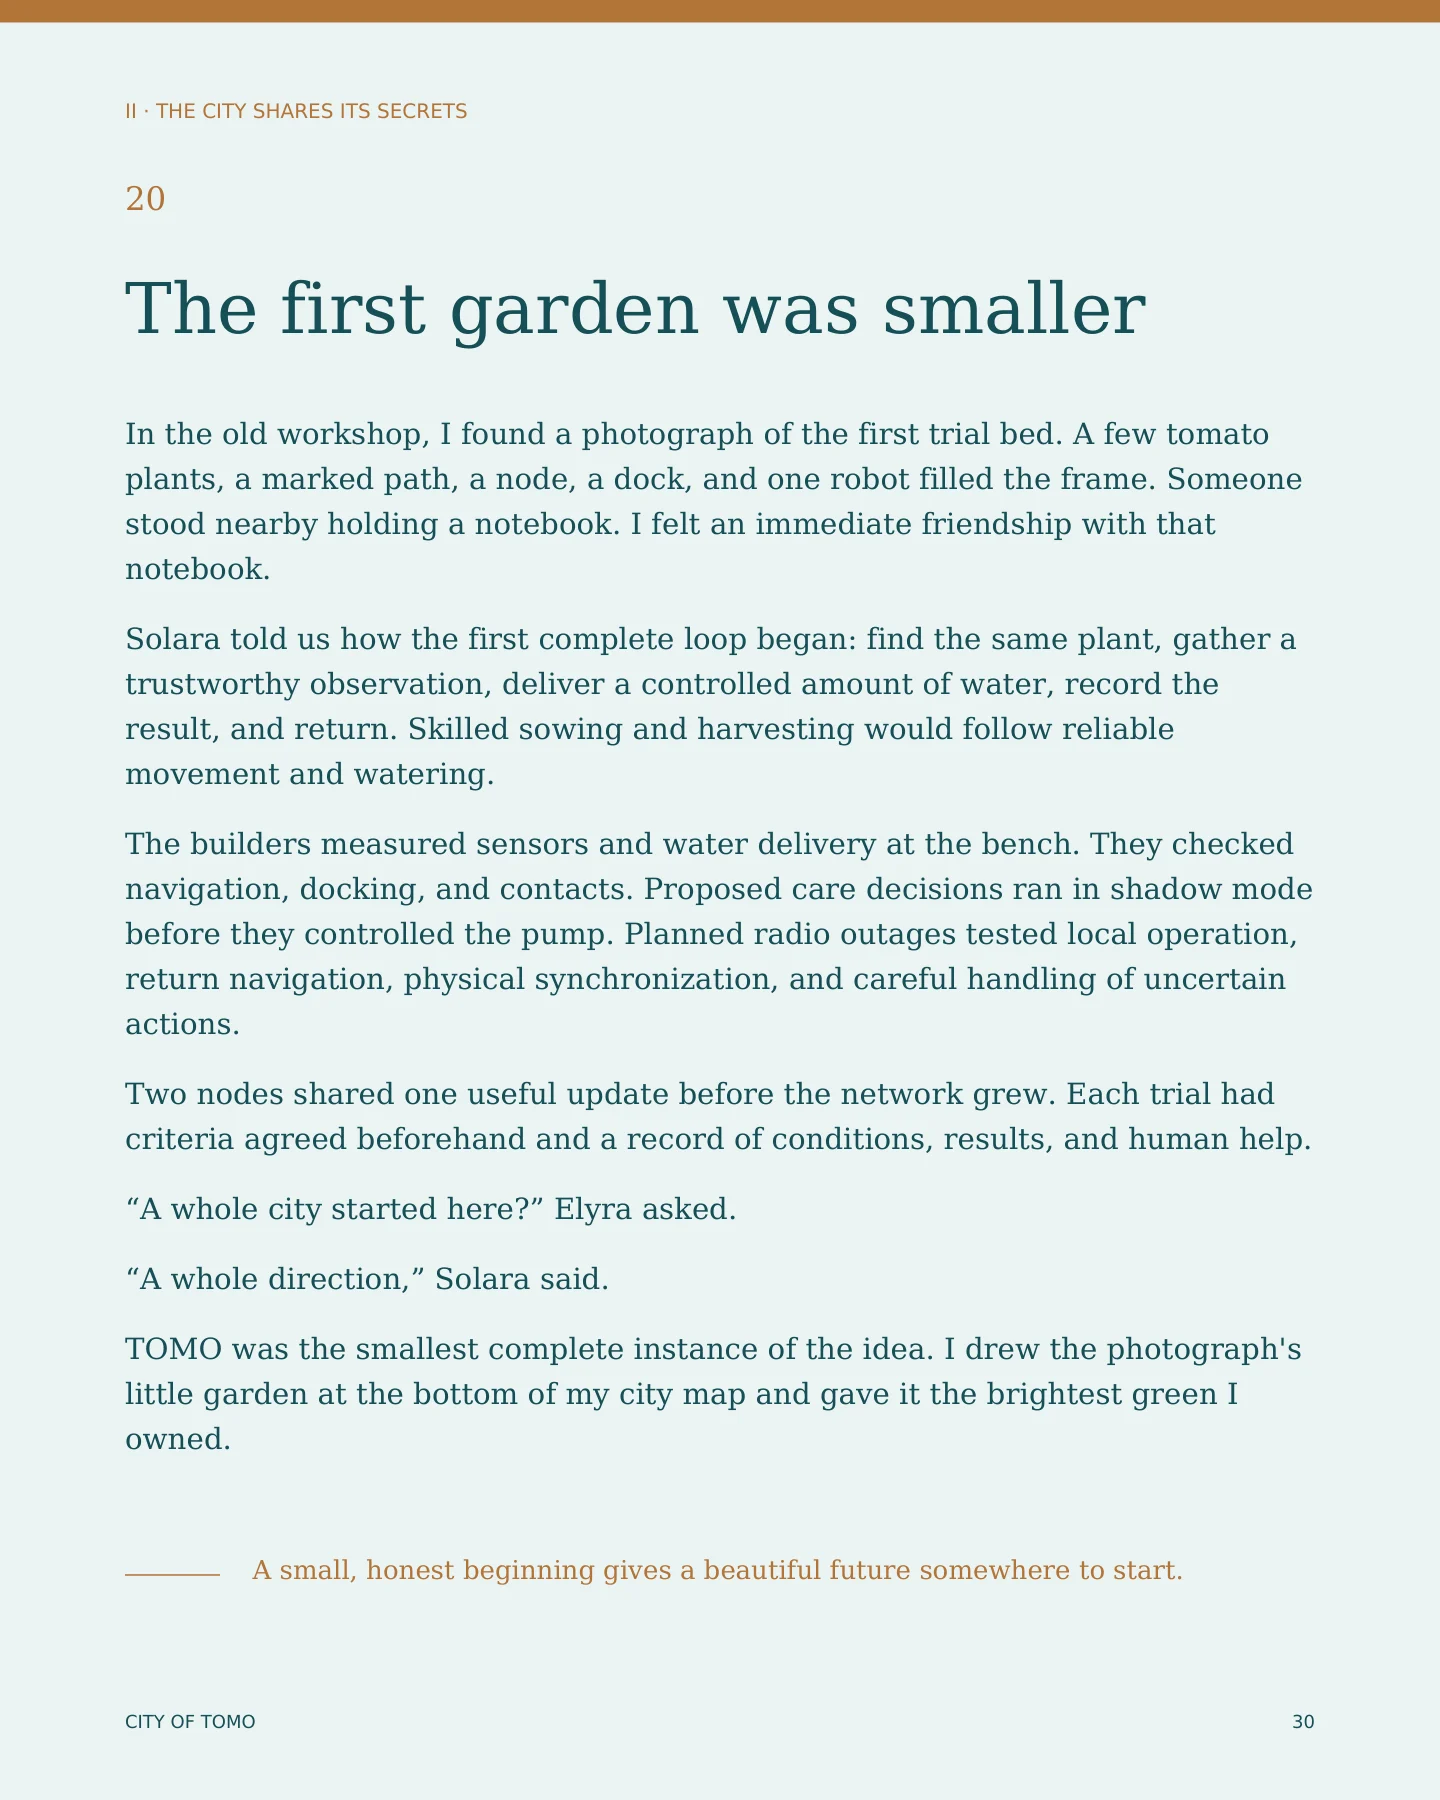 II · THE CITY SHARES ITS SECRETS
20
The first garden was smaller
In the old workshop, I found a photograph of the first trial bed. A few tomato
plants, a marked path, a node, a dock, and one robot filled the frame. Someone
stood nearby holding a notebook. I felt an immediate friendship with that
notebook.
Solara told us how the first complete loop began: find the same plant, gather a
trustworthy observation, deliver a controlled amount of water, record the
result, and return. Skilled sowing and harvesting would follow reliable
movement and watering.
The builders measured sensors and water delivery at the bench. They checked
navigation, docking, and contacts. Proposed care decisions ran in shadow mode
before they controlled the pump. Planned radio outages tested local operation,
return navigation, physical synchronization, and careful handling of uncertain
actions.
Two nodes shared one useful update before the network grew. Each trial had
criteria agreed beforehand and a record of conditions, results, and human help.
“A whole city started here?” Elyra asked.
“A whole direction,” Solara said.
TOMO was the smallest complete instance of the idea. I drew the photograph's
little garden at the bottom of my city map and gave it the brightest green I
owned.
A small, honest beginning gives a beautiful future somewhere to start.
CITY OF TOMO
30